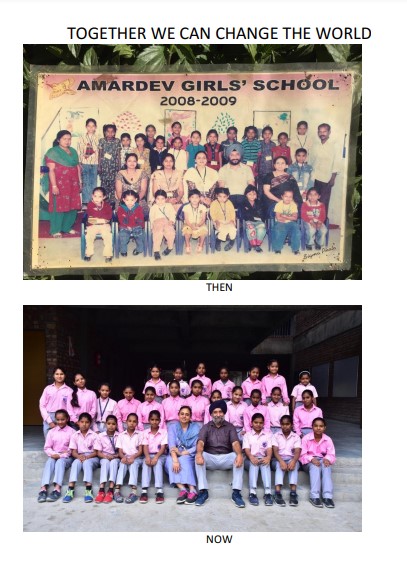 TOGETHER WE CAN CHANGE THE WORLD
AMARDEV GIRLS' SCHOOL
2008-2009
THEN
NOW